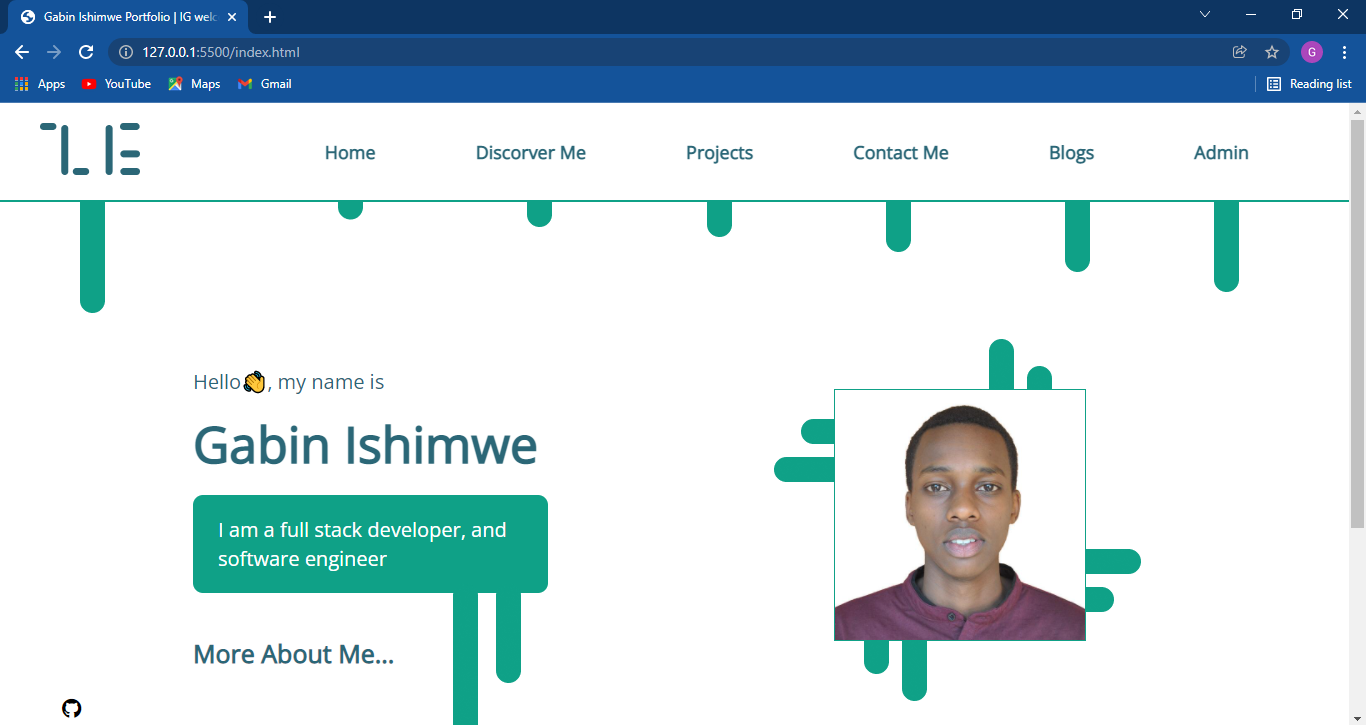 Gabin Ishimwe Portfolio | IG welc
127.0.0.1:5500/index.html
G
Apps YouTube Maps Gmail Reading list
Home Discorver Me Projects Contact Me Blogs Admin
Hello👋, my name is
Gabin Ishimwe
I am a full stack developer, and
software engineer
More About Me...